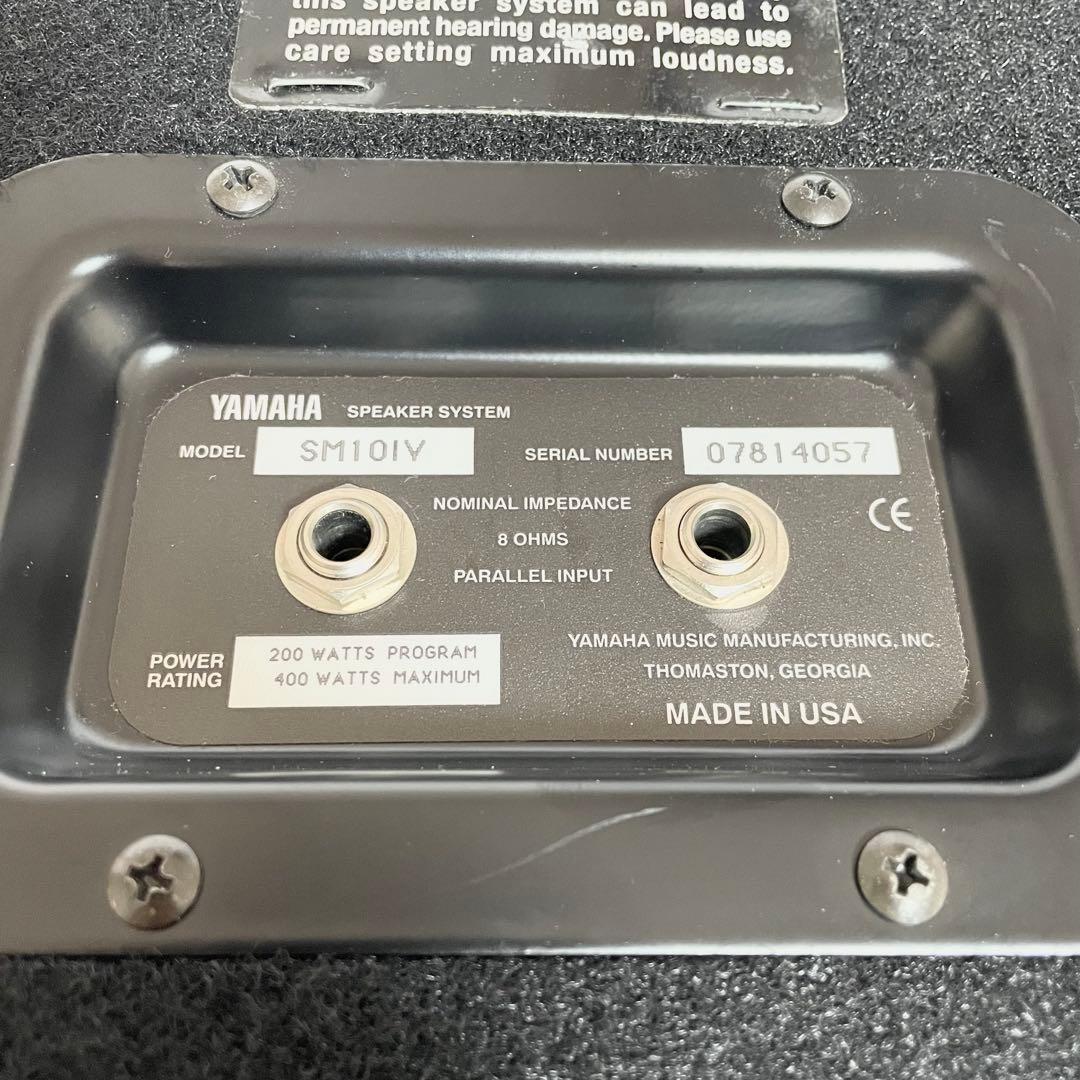 this speaker system can lead to
permanent hearing damage. Please use
care setting maximum loudness.
YAMAHA SPEAKER SYSTEM
MODEL SM10IV SERIAL NUMBER 07814057
NOMINAL IMPEDANCE
8 OHMS
CE
PARALLEL INPUT
POWER RATING
200 WATTS PROGRAM
400 WATTS MAXIMUM
YAMAHA MUSIC MANUFACTURING, INC.
THOMASTON, GEORGIA
MADE IN USA